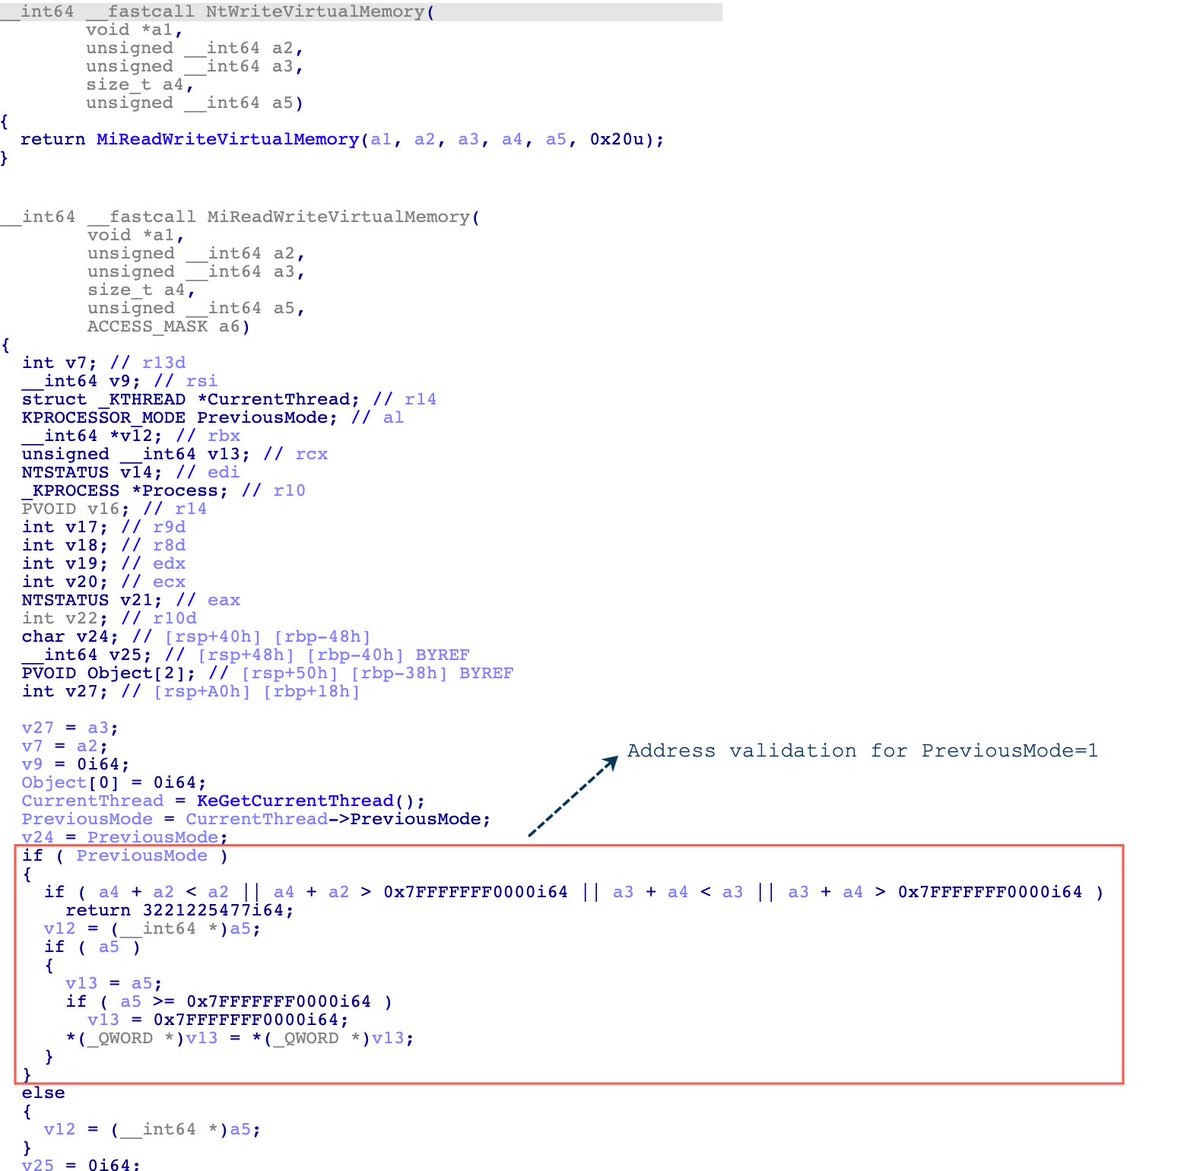 __int64 __fastcall NtWriteVirtualMemory(
void *a1,
unsigned __int64 a2,
unsigned __int64 a3,
size_t a4,
unsigned __int64 a5)
{
return MiReadWriteVirtualMemory(a1, a2, a3, a4, a5, 0x20u);
}
__int64 __fastcall MiReadWriteVirtualMemory(
void *a1,
unsigned __int64 a2,
unsigned __int64 a3,
size_t a4,
unsigned __int64 a5,
ACCESS_MASK a6)
{
int v7; // r13d
__int64 v9; // rsi
struct _KTHREAD *CurrentThread; // r14
KPROCESSOR_MODE PreviousMode; // al
__int64 *v12; // rbx
unsigned __int64 v13; // rcx
NTSTATUS v14; // edi
_KPROCESS *Process; // r10
PVOID v16; // r14
int v17; // r9d
int v18; // r8d
int v19; // edx
int v20; // ecx
NTSTATUS v21; // eax
int v22; // r10d
char v24; // [rsp+40h] [rbp-48h]
__int64 v25; // [rsp+48h] [rbp-40h] BYREF
PVOID Object[2]; // [rsp+50h] [rbp-38h] BYREF
int v27; // [rsp+A0h] [rbp+18h]
v27 = a3;
v7 = a2;
v9 = 0i64;
Object[0] = 0i64;
CurrentThread = KeGetCurrentThread();
PreviousMode = CurrentThread->PreviousMode;
v24 = PreviousMode;
Address validation for PreviousMode=1
if ( PreviousMode )
{
if ( a4 + a2 < a2 || a4 + a2 > 0x7FFFFFFF0000i64 || a3 + a4 < a3 || a3 + a4 > 0x7FFFFFFF0000i64 )
return 3221225477i64;
v12 = (__int64 *)a5;
if ( a5 )
{
v13 = a5;
if ( a5 >= 0x7FFFFFFF0000i64 )
v13 = 0x7FFFFFFF0000i64;
*(_QWORD *)v13 = *(_QWORD *)v13;
}
}
else
{
v12 = (__int64 *)a5;
}
v25 = 0i64;